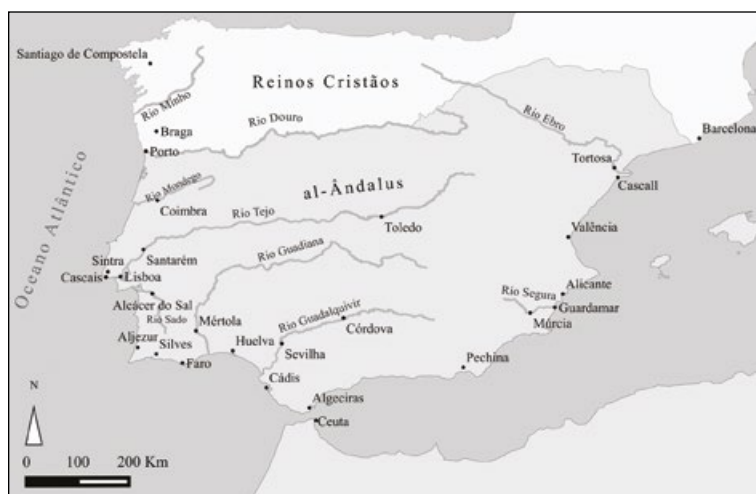 Santiago de Compostela
Reinos Cristãos
Rio Minho
Braga
Rio Douro
Rio Ebro
Barcelona
Porto
Tortosa
Cascall
Oceano Atlântico
Rio Mondego
al-Ândalus
Coimbra
Rio Tejo
Toledo
Valência
Sintra
Santarém
Rio Guadiana
Cascais
Lisboa
Alicante
Rio Segura
Alcácer do Sal
Guardamar
Rio Sado
Mértola
Rio Guadalquivir
Córdova
Múrcia
Aljezur
Silves
Huelva
Sevilha
Faro
Pechina
Cádis
N
Algeciras
Ceuta
0 100 200 Km